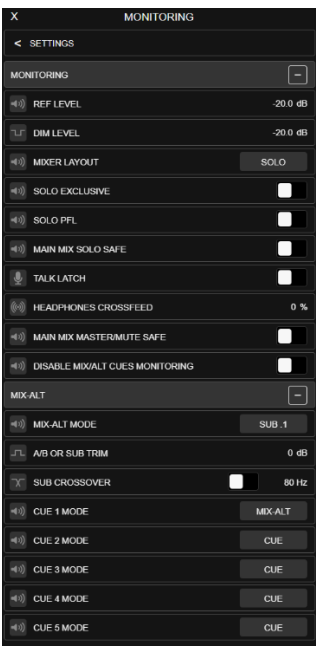 X MONITORING
< SETTINGS
MONITORING −
REF LEVEL -20.0 dB
DIM LEVEL -20.0 dB
MIXER LAYOUT SOLO
SOLO EXCLUSIVE
SOLO PFL
MAIN MIX SOLO SAFE
TALK LATCH
HEADPHONES CROSSFEED 0 %
MAIN MIX MASTER/MUTE SAFE
DISABLE MIX/ALT CUES MONITORING
MIX-ALT −
MIX-ALT MODE SUB .1
A/B OR SUB TRIM 0 dB
SUB CROSSOVER 80 Hz
CUE 1 MODE MIX-ALT
CUE 2 MODE CUE
CUE 3 MODE CUE
CUE 4 MODE CUE
CUE 5 MODE CUE